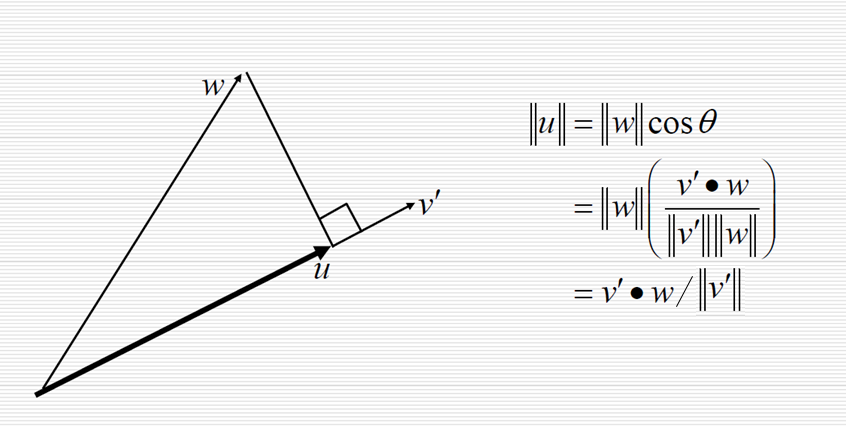 w
v′
u
‖u‖ = ‖w‖ cos θ
= ‖w‖ ( v′ • w / ‖v′‖‖w‖ )
= v′ • w / ‖v′‖